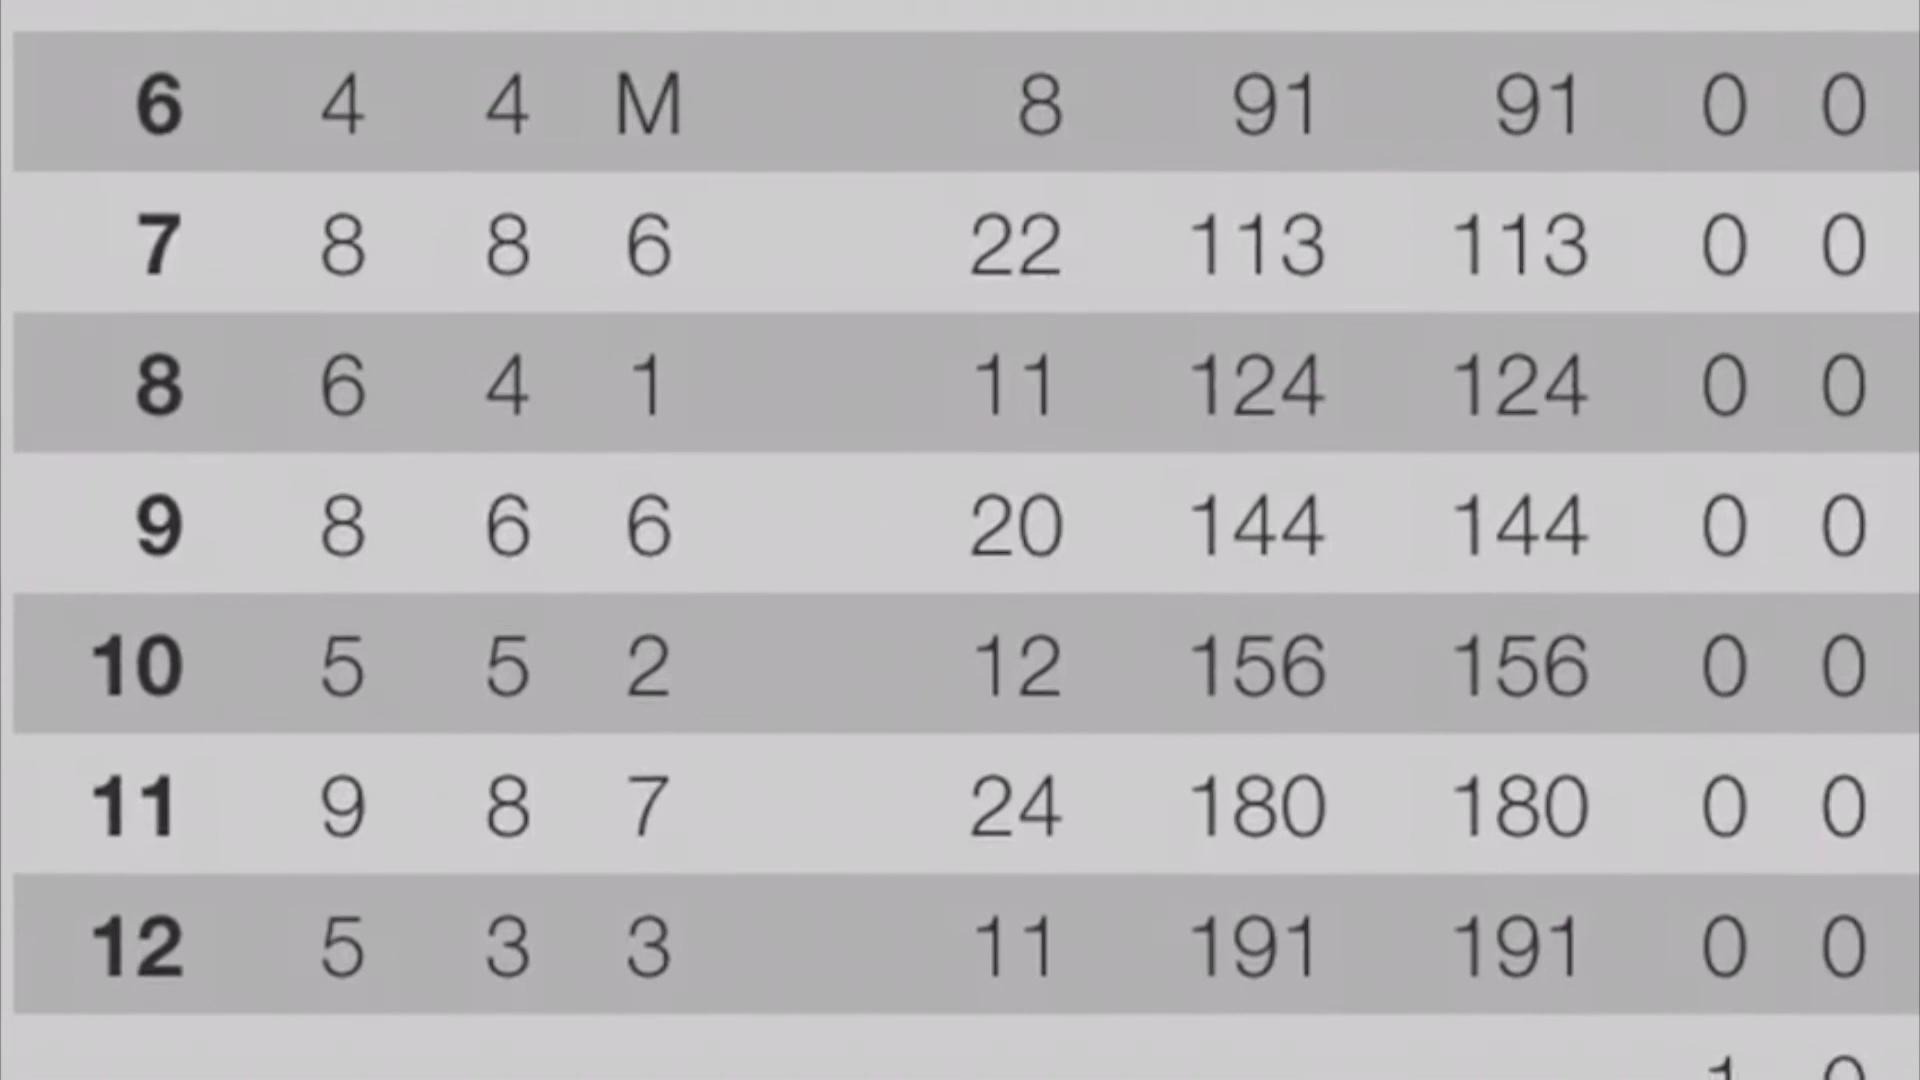 6 4 4 M 8 91 91 0 0
7 8 8 6 22 113 113 0 0
8 6 4 1 11 124 124 0 0
9 8 6 6 20 144 144 0 0
10 5 5 2 12 156 156 0 0
11 9 8 7 24 180 180 0 0
12 5 3 3 11 191 191 0 0
1 0